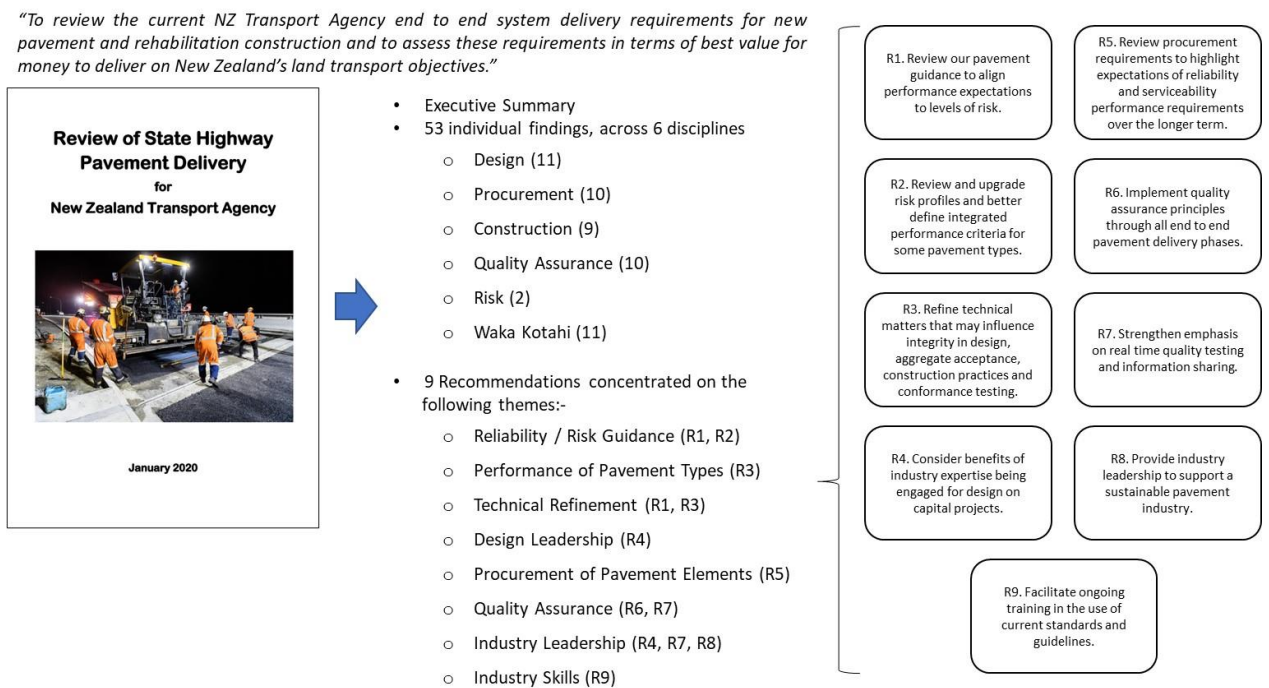 “To review the current NZ Transport Agency end to end system delivery requirements for new
pavement and rehabilitation construction and to assess these requirements in terms of best value for
money to deliver on New Zealand’s land transport objectives.”
Review of State Highway
Pavement Delivery
for
New Zealand Transport Agency
January 2020
• Executive Summary
• 53 individual findings, across 6 disciplines
o Design (11)
o Procurement (10)
o Construction (9)
o Quality Assurance (10)
o Risk (2)
o Waka Kotahi (11)
• 9 Recommendations concentrated on the
following themes:-
o Reliability / Risk Guidance (R1, R2)
o Performance of Pavement Types (R3)
o Technical Refinement (R1, R3)
o Design Leadership (R4)
o Procurement of Pavement Elements (R5)
o Quality Assurance (R6, R7)
o Industry Leadership (R4, R7, R8)
o Industry Skills (R9)
R1. Review our pavement
guidance to align
performance expectations
to levels of risk.
R2. Review and upgrade
risk profiles and better
define integrated
performance criteria for
some pavement types.
R3. Refine technical
matters that may influence
integrity in design,
aggregate acceptance,
construction practices and
conformance testing.
R4. Consider benefits of
industry expertise being
engaged for design on
capital projects.
R5. Review procurement
requirements to highlight
expectations of reliability
and serviceability
performance requirements
over the longer term.
R6. Implement quality
assurance principles
through all end to end
pavement delivery phases.
R7. Strengthen emphasis
on real time quality testing
and information sharing.
R8. Provide industry
leadership to support a
sustainable pavement
industry.
R9. Facilitate ongoing
training in the use of
current standards and
guidelines.